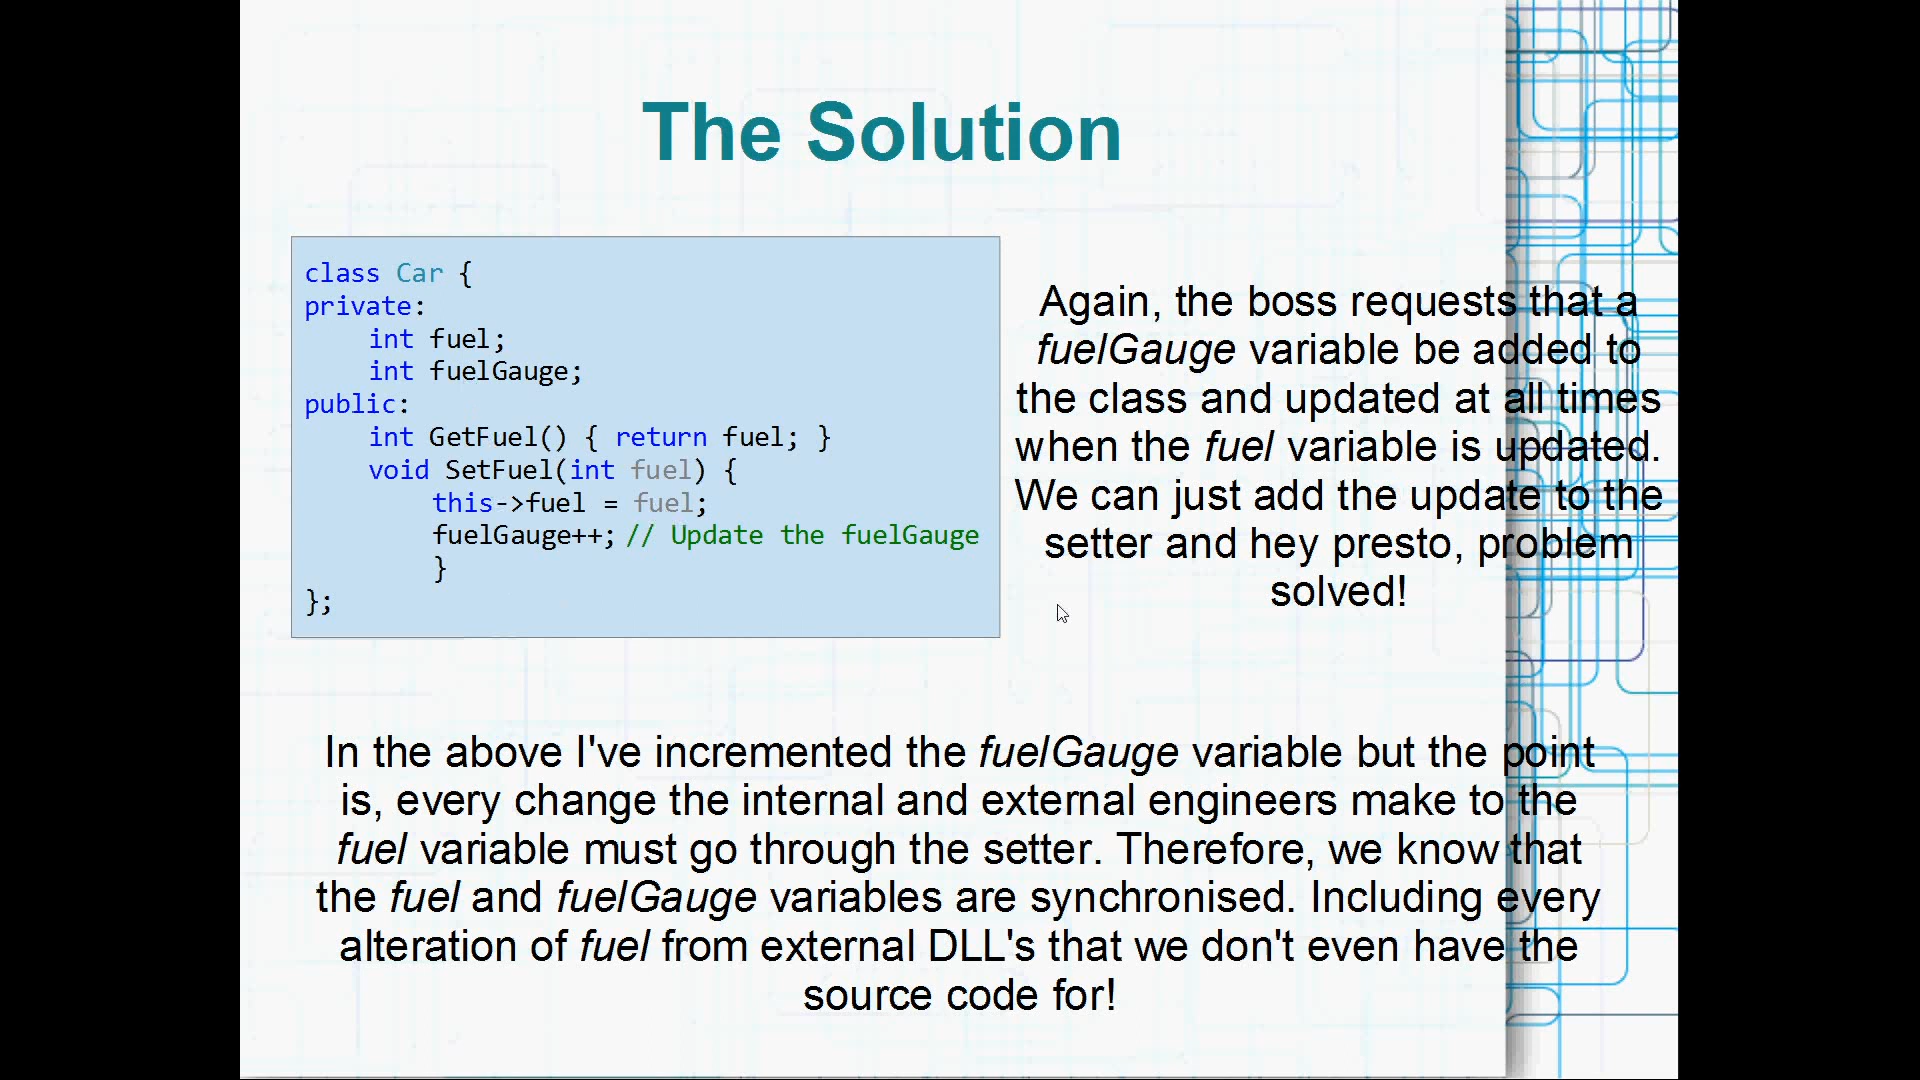 The Solution
class Car {
private:
int fuel;
int fuelGauge;
public:
int GetFuel() { return fuel; }
void SetFuel(int fuel) {
this->fuel = fuel;
fuelGauge++; // Update the fuelGauge
}
};
Again, the boss requests that a
fuelGauge variable be added to
the class and updated at all times
when the fuel variable is updated.
We can just add the update to the
setter and hey presto, problem
solved!
In the above I've incremented the fuelGauge variable but the point
is, every change the internal and external engineers make to the
fuel variable must go through the setter. Therefore, we know that
the fuel and fuelGauge variables are synchronised. Including every
alteration of fuel from external DLL's that we don't even have the
source code for!